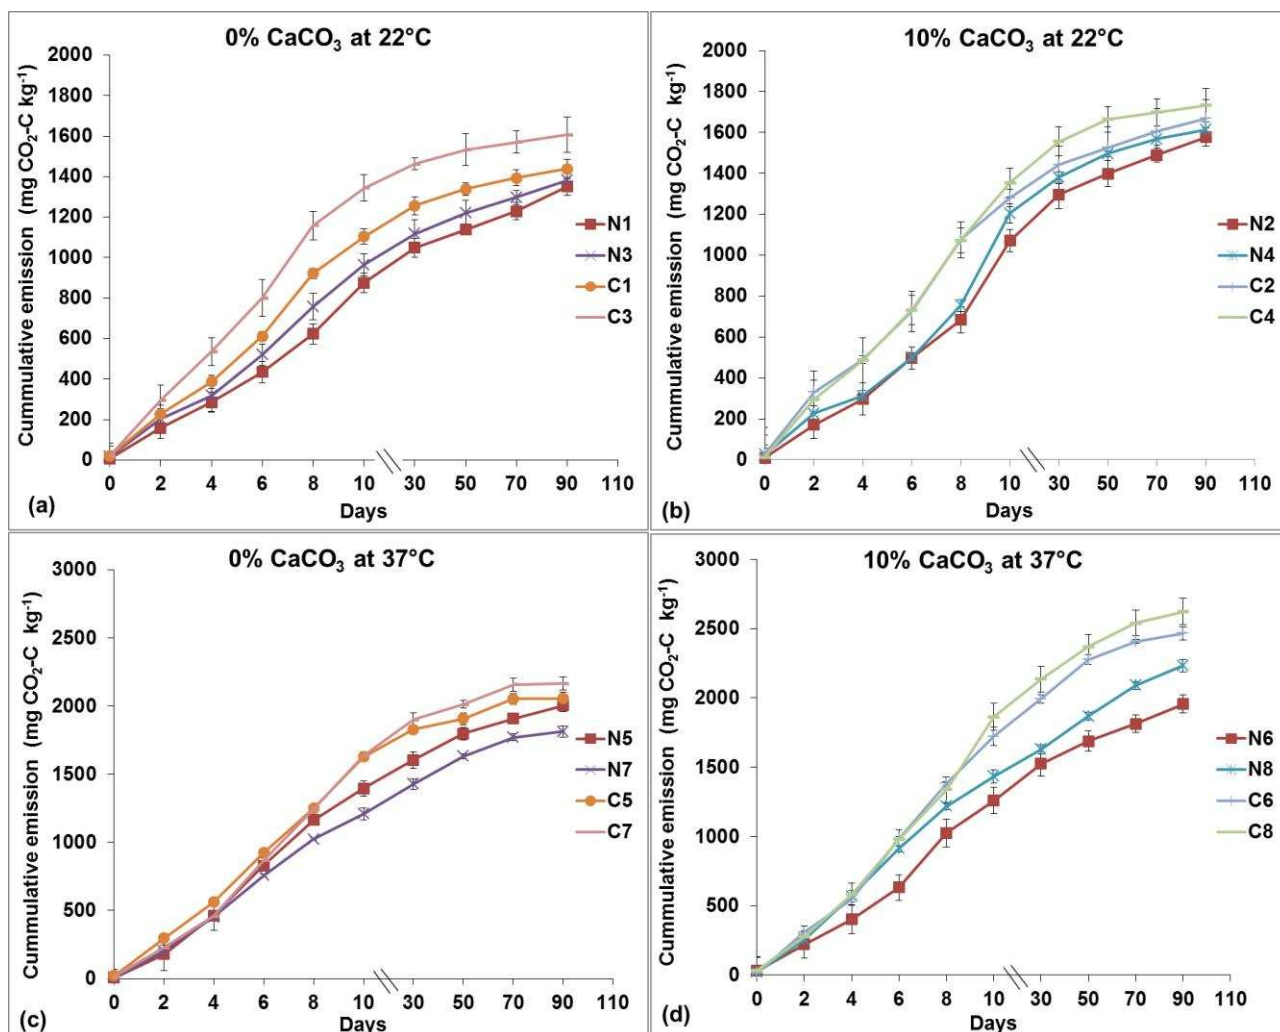 0% CaCO₃ at 22°C
Cummulative emission (mg CO₂-C kg⁻¹)
2000
1800
1600
1400
1200
1000
800
600
400
200
0
0 2 4 6 8 10 30 50 70 90 110
Days
N1
N3
C1
C3
(a)
10% CaCO₃ at 22°C
Cummulative emission (mg CO₂-C kg⁻¹)
2000
1800
1600
1400
1200
1000
800
600
400
200
0
0 2 4 6 8 10 30 50 70 90 110
Days
N2
N4
C2
C4
(b)
0% CaCO₃ at 37°C
Cummulative emission (mg CO₂-C kg⁻¹)
3000
2500
2000
1500
1000
500
0
0 2 4 6 8 10 30 50 70 90 110
Days
N5
N7
C5
C7
(c)
10% CaCO₃ at 37°C
Cummulative emission (mg CO₂-C kg⁻¹)
3000
2500
2000
1500
1000
500
0
0 2 4 6 8 10 30 50 70 90 110
Days
N6
N8
C6
C8
(d)